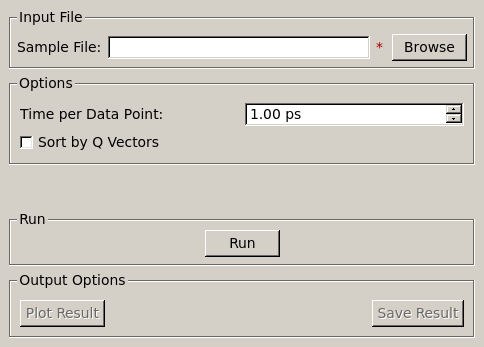 Input File
Sample File: * Browse
Options
Time per Data Point: 1.00 ps
Sort by Q Vectors
Run
Run
Output Options
Plot Result Save Result